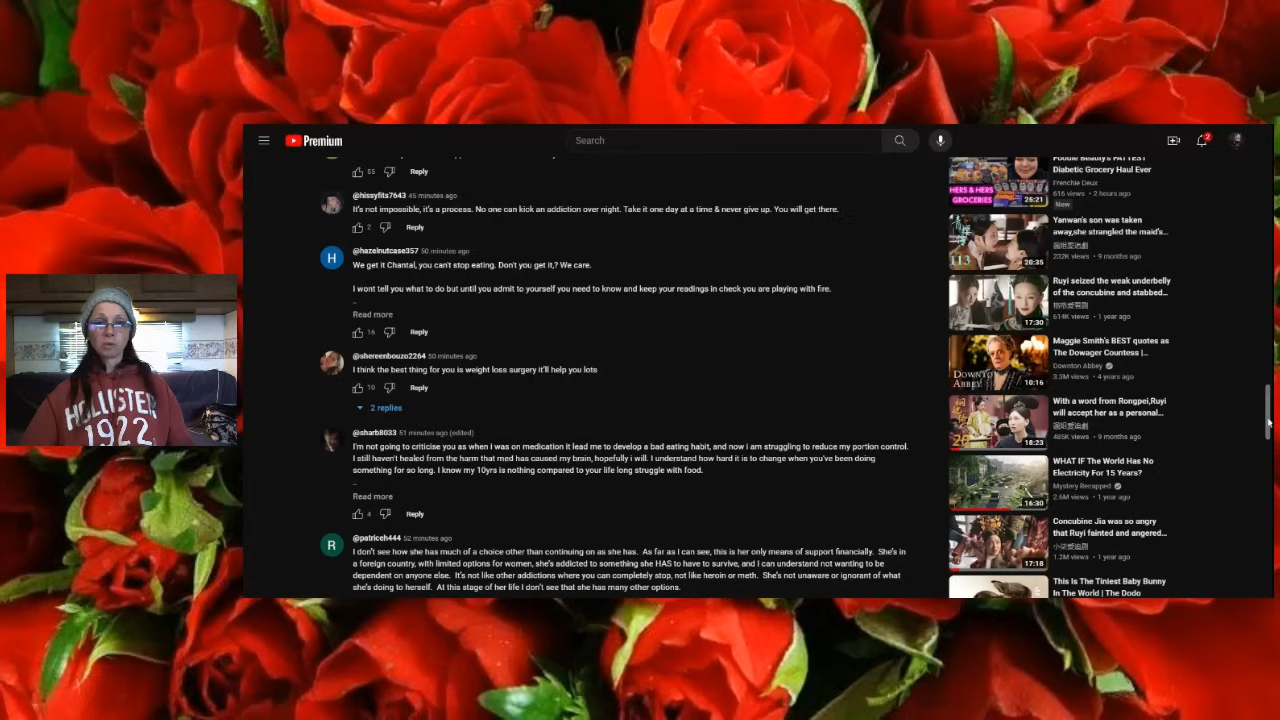 Premium
Search
2
55
Reply
@hissyfits7643 45 minutes ago
It's not impossible, it's a process. No one can kick an addiction over night. Take it one day at a time & never give up. You will get there.
2
Reply
H
@hazelnutcase357 50 minutes ago
We get it Chantal, you can't stop eating. Don't you get it,? We care.
I wont tell you what to do but until you admit to yourself you need to know and keep your readings in check you are playing with fire.
..
Read more
16
Reply
@shereenbouzo2264 50 minutes ago
I think the best thing for you is weight loss surgery it'll help you lots
10
Reply
2 replies
@sharb8033 51 minutes ago (edited)
I'm not going to criticise you as when i was on medication it lead me to develop a bad eating habit, and now i am struggling to reduce my portion control.
I still haven't healed from the harm that med has caused my brain, hopefully i will. I understand how hard it is to change when you've been doing
something for so long. I know my 10yrs is nothing compared to your life long struggle with food.
..
Read more
4
Reply
R
@patriceh444 52 minutes ago
I don't see how she has much of a choice other than continuing on as she has. As far as I can see, this is her only means of support financially. She's in
a foreign country, with limited options for women, she's addicted to something she HAS to have to survive, and I can understand not wanting to be
dependent on anyone else. It's not like other addictions where you can completely stop, not like heroin or meth. She's not unaware or ignorant of what
she's doing to herself. At this stage of her life I don't see that she has many other options.
Foodie Beauty's FATTEST
Diabetic Grocery Haul Ever
Frenchie Deux
616 views • 2 hours ago
Now
HERS & HERS
GROCERIES
25:21
Yanwan's son was taken
away,she strangled the maid's...
232K views • 9 months ago
113
20:35
Ruyi seized the weak underbelly
of the concubine and stabbed...
614K views • 1 year ago
17:30
Maggie Smith's BEST quotes as
The Dowager Countess |...
Downton Abbey
3.3M views • 4 years ago
DOWNTON
ABBEY
10:16
With a word from Rongpei,Ruyi
will accept her as a personal...
465K views • 9 months ago
18:23
WHAT IF The World Has No
Electricity For 15 Years?
Mystery Recapped
2.6M views • 1 year ago
16:30
Concubine Jia was so angry
that Ruyi fainted and angered...
1.2M views • 1 year ago
17:18
This Is The Tiniest Baby Bunny
In The World | The Dodo
HOLLISTER
1922